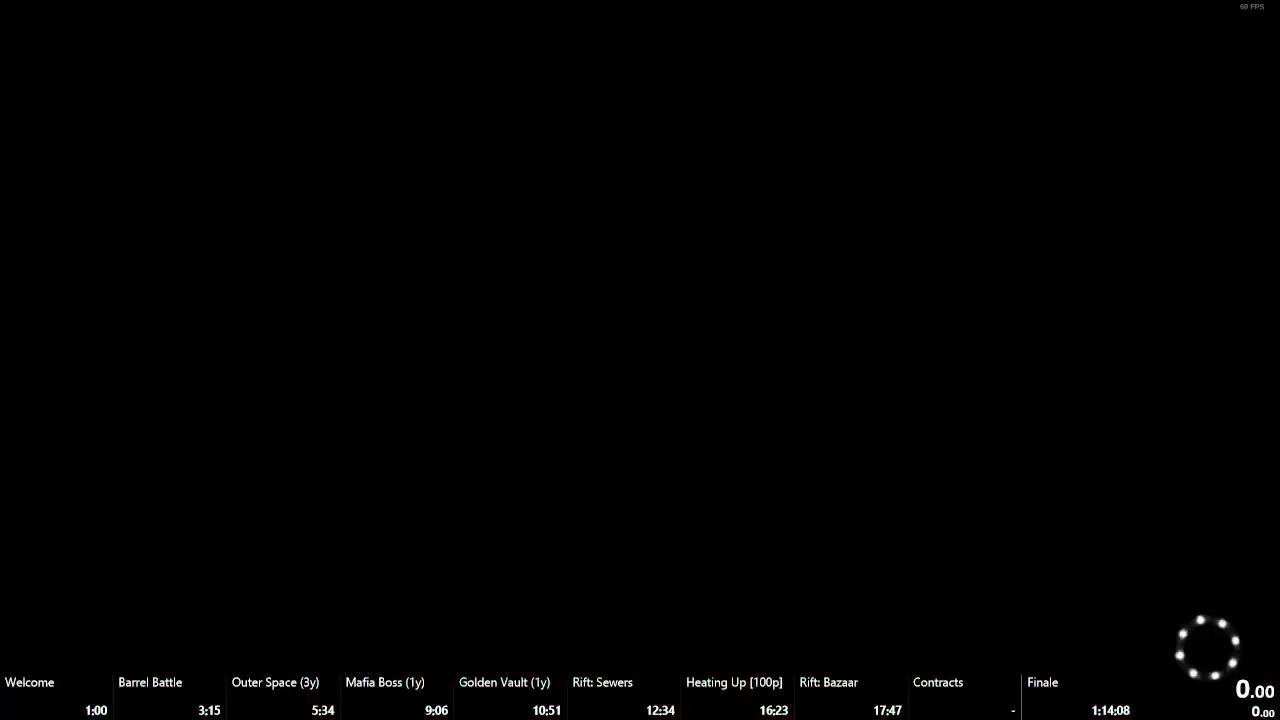 60 FPS
Welcome Barrel Battle Outer Space (3y) Mafia Boss (1y) Golden Vault (1y) Rift: Sewers Heating Up [100p] Rift: Bazaar Contracts Finale
0.00
1:00 3:15 5:34 9:06 10:51 12:34 16:23 17:47 - 1:14:08 0.00